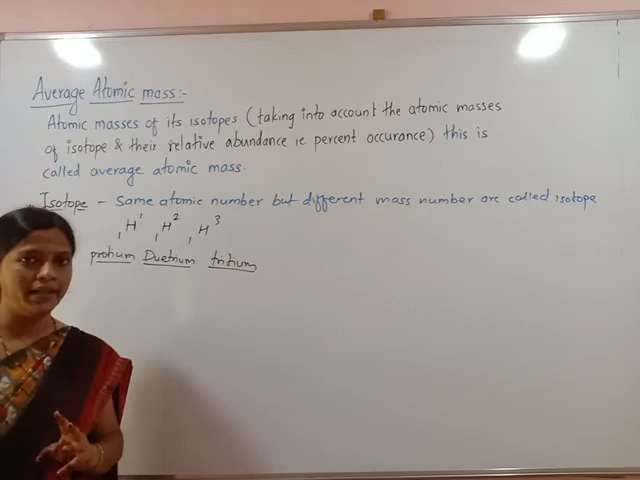 Average Atomic mass:-
Atomic masses of its isotopes (taking into account the atomic masses
of isotope & their relative abundance ie percent occurance) this is
called average atomic mass.
Isotope - Same atomic number but different mass number are called isotope
₁H¹ ₁H² ₁H³
protium Duetrium tritium